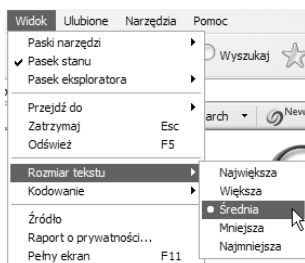 Widok Ulubione Narzędzia Pomoc
Paski narzędzi
Pasek stanu
Pasek eksploratora
Wyszukaj
Przejdź do
Zatrzymaj Esc
Odśwież F5
arch
New
Rozmiar tekstu
Kodowanie
Źródło
Raport o prywatności...
Pełny ekran F11
Największa
Większa
Średnia
Mniejsza
Najmniejsza